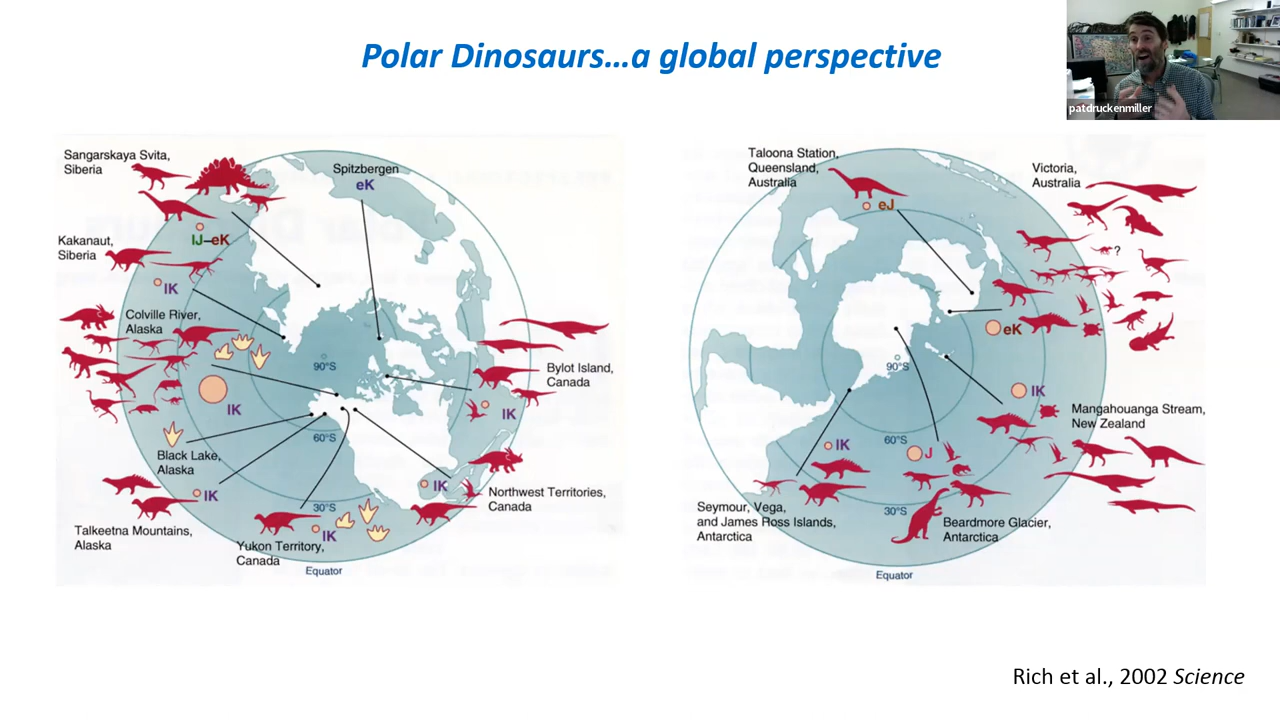 Polar Dinosaurs…a global perspective
patdruckenmiller
Sangarskaya Svita,
Siberia
lJ–eK
Kakanaut,
Siberia
lK
Colville River,
Alaska
lK
Black Lake,
Alaska
lK
Talkeetna Mountains,
Alaska
Yukon Territory,
Canada
lK
Spitzbergen
eK
90°S
60°S
30°S
Equator
Bylot Island,
Canada
lK
lK
Northwest Territories,
Canada
Taloona Station,
Queensland,
Australia
eJ
Victoria,
Australia
?
eK
lK
Mangahouanga Stream,
New Zealand
90°S
60°S
30°S
Equator
lK
Seymour, Vega,
and James Ross Islands,
Antarctica
J
Beardmore Glacier,
Antarctica
Rich et al., 2002 Science